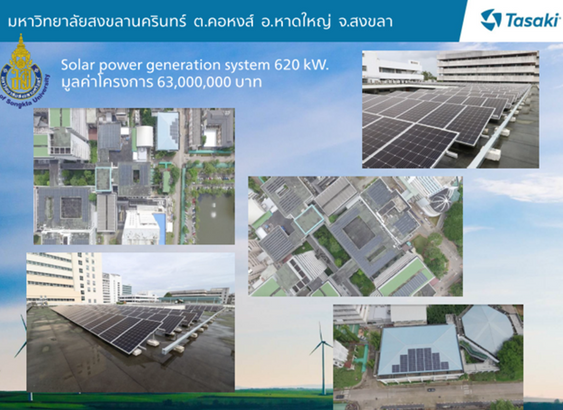 มหาวิทยาลัยสงขลานครินทร์ ต.คอหงส์ อ.หาดใหญ่ จ.สงขลา
Tasaki
Solar power generation system 620 kW.
มูลค่าโครงการ 63,000,000 บาท
of Songkla University